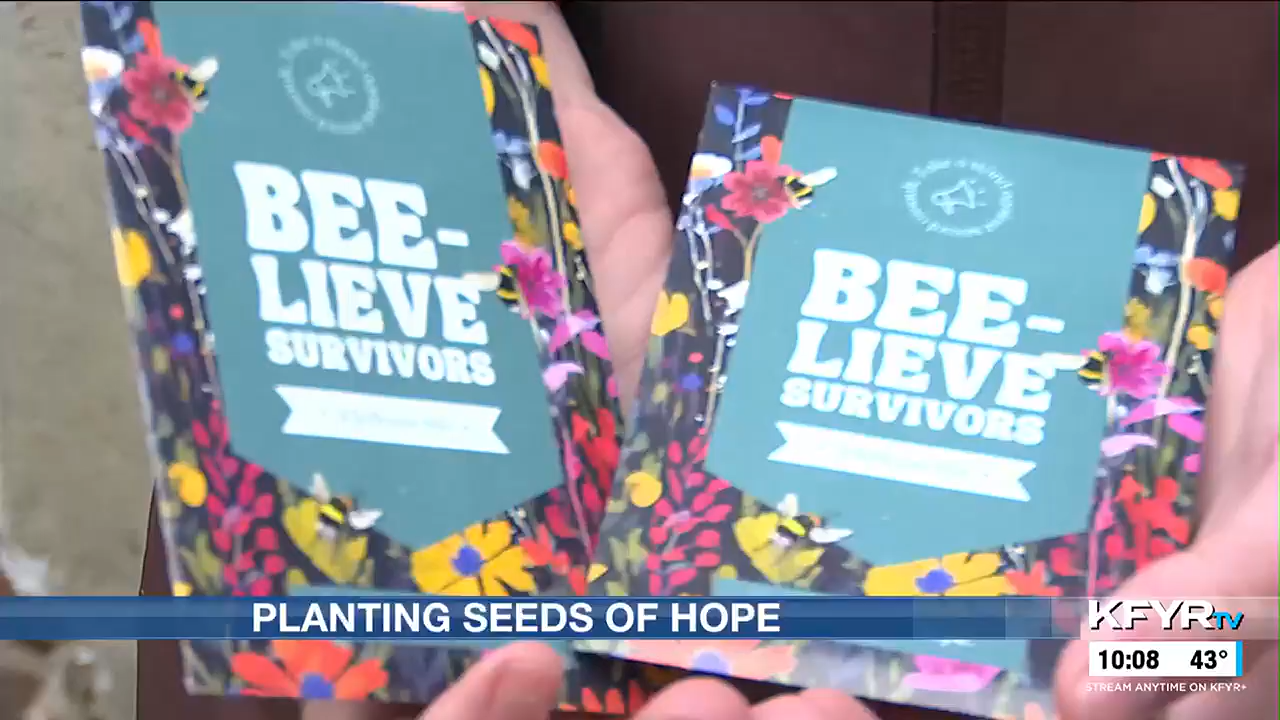 BEE-
LIEVE
SURVIVORS
BEE-
LIEVE
SURVIVORS
PLANTING SEEDS OF HOPE
KFYRTV
10:08 43°
STREAM ANYTIME ON KFYR+